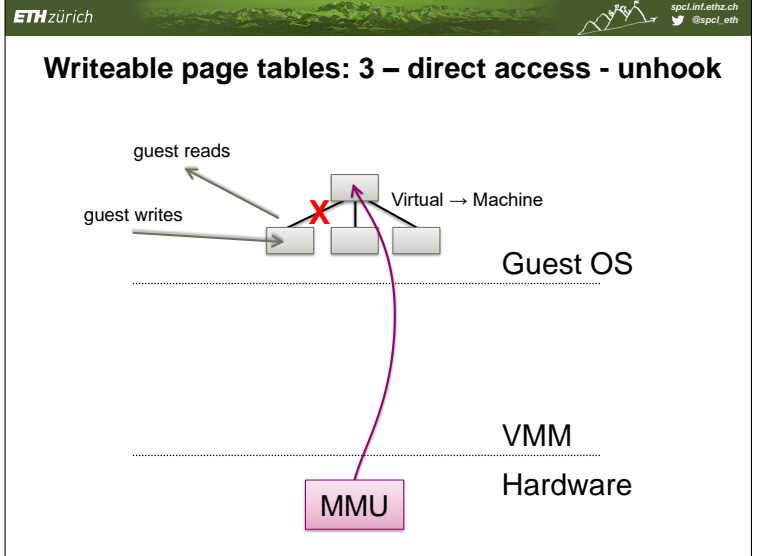 ETH zürich
spcl.inf.ethz.ch
@spcl_eth
Writeable page tables: 3 – direct access - unhook
guest reads
Virtual → Machine
X
guest writes
Guest OS
VMM
Hardware
MMU